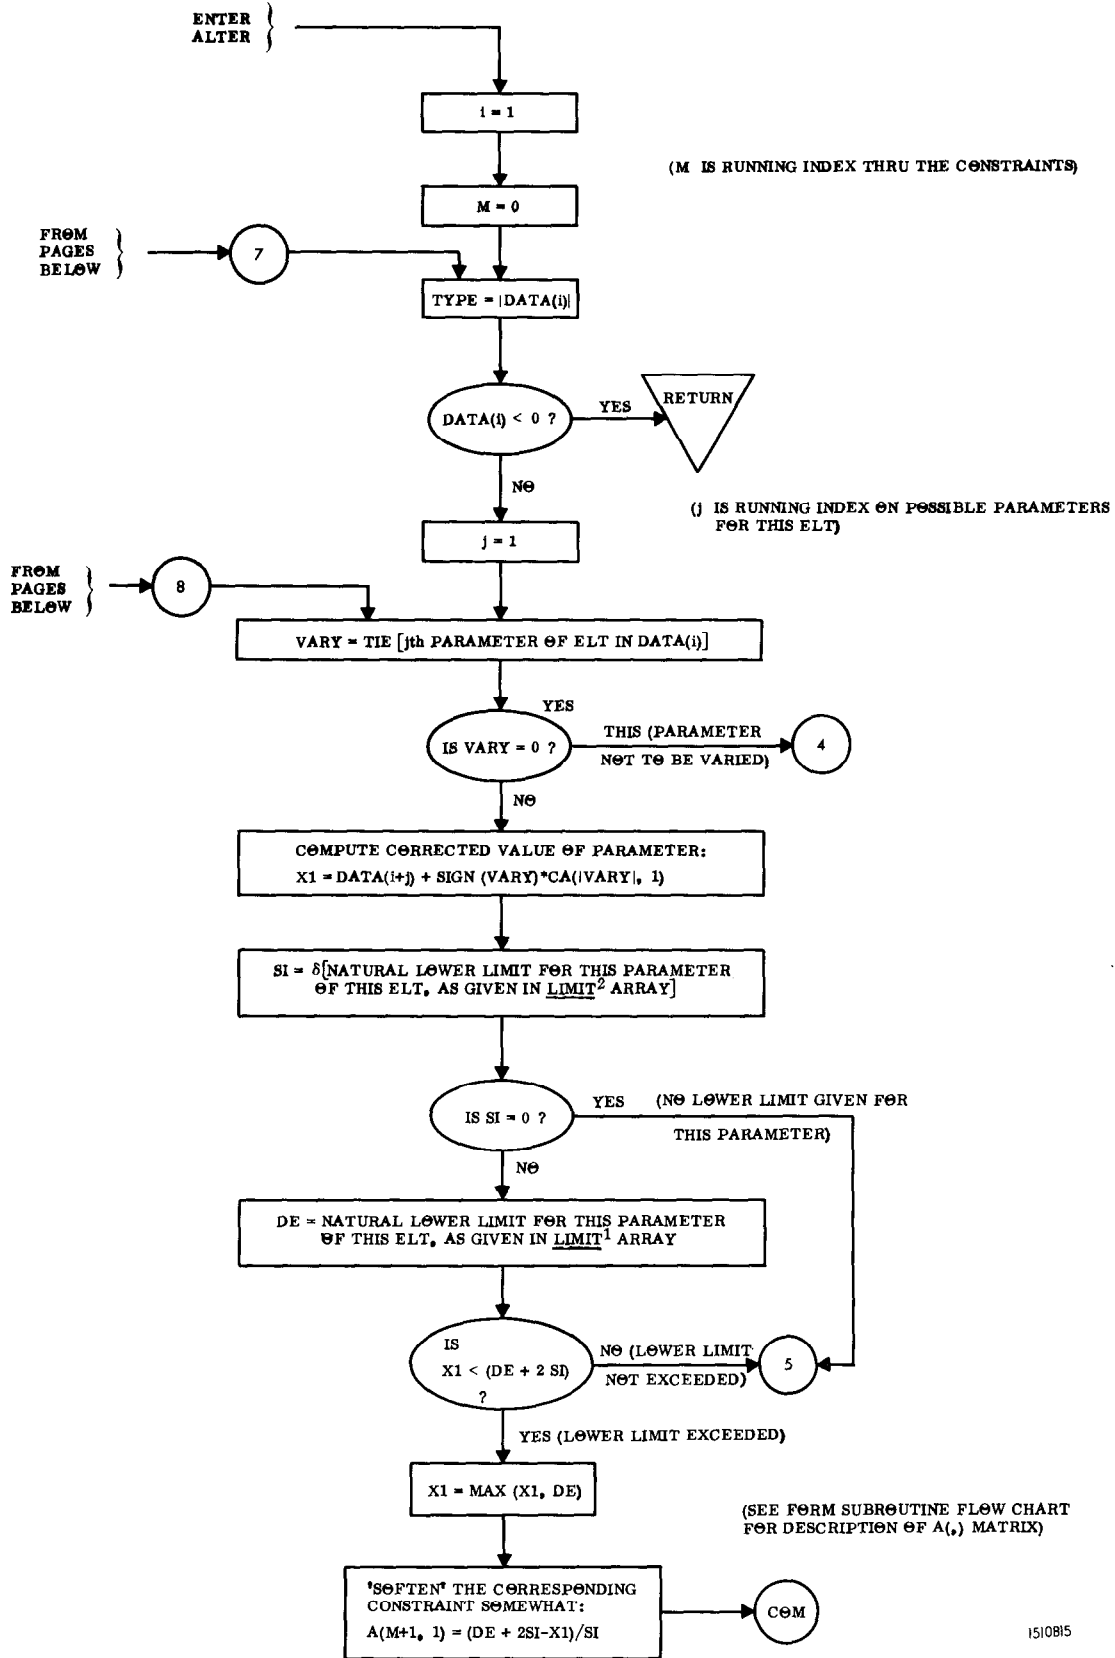 ENTER
ALTER
i = 1
(M IS RUNNING INDEX THRU THE CONSTRAINTS)
M = 0
FROM
PAGES
BELOW
7
TYPE = |DATA(i)|
DATA(i) < 0 ?
YES
RETURN
NO
(j IS RUNNING INDEX ON POSSIBLE PARAMETERS
FOR THIS ELT)
j = 1
FROM
PAGES
BELOW
8
VARY = TIE [jth PARAMETER OF ELT IN DATA(i)]
YES
IS VARY = 0 ?
THIS (PARAMETER
NOT TO BE VARIED)
4
NO
COMPUTE CORRECTED VALUE OF PARAMETER:
X1 = DATA(i+j) + SIGN (VARY)*CA(|VARY|, 1)
SI = δ[NATURAL LOWER LIMIT FOR THIS PARAMETER
OF THIS ELT, AS GIVEN IN LIMIT² ARRAY]
IS SI = 0 ?
YES (NO LOWER LIMIT GIVEN FOR
THIS PARAMETER)
NO
DE = NATURAL LOWER LIMIT FOR THIS PARAMETER
OF THIS ELT, AS GIVEN IN LIMIT¹ ARRAY
IS
X1 < (DE + 2 SI)
?
NO (LOWER LIMIT
NOT EXCEEDED)
5
YES (LOWER LIMIT EXCEEDED)
X1 = MAX (X1, DE)
(SEE FORM SUBROUTINE FLOW CHART
FOR DESCRIPTION OF A(,) MATRIX)
"SOFTEN" THE CORRESPONDING
CONSTRAINT SOMEWHAT:
A(M+1, 1) = (DE + 2SI-X1)/SI
COM
1510815